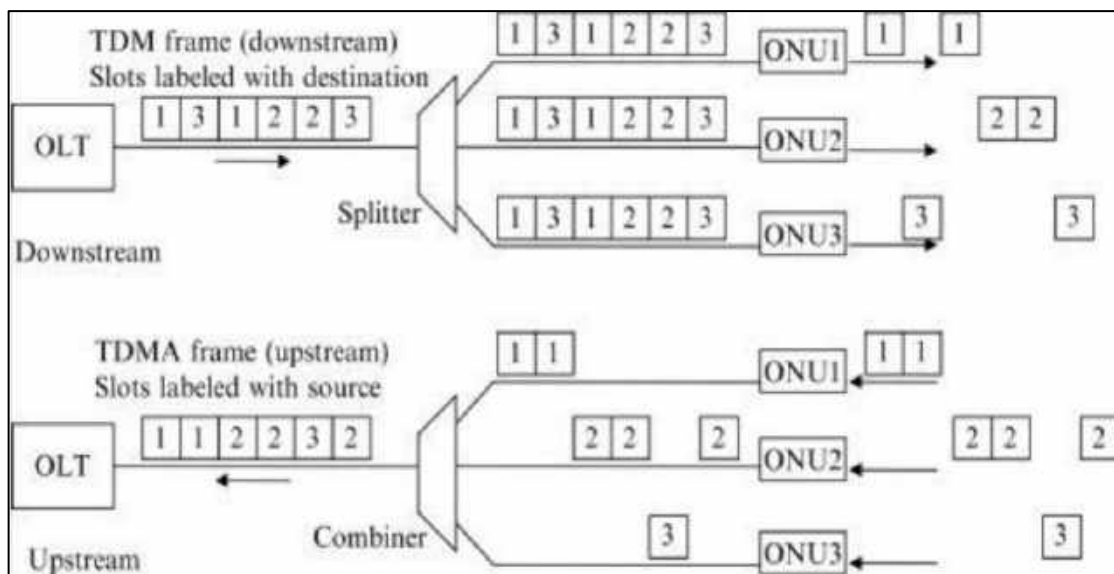 TDM frame (downstream)
Slots labeled with destination
1 3 1 2 2 3
OLT
Splitter
Downstream
1 3 1 2 2 3
ONU1
1 1
1 3 1 2 2 3
ONU2
2 2
1 3 1 2 2 3
ONU3
3 3
TDMA frame (upstream)
Slots labeled with source
1 1 2 2 3 2
OLT
Combiner
Upstream
1 1
ONU1
1 1
2 2 2
ONU2
2 2 2
3
ONU3
3